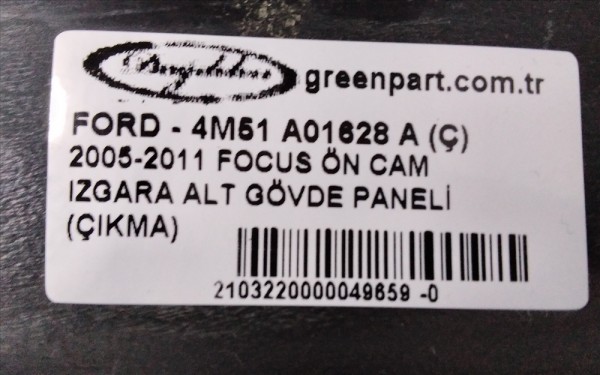 greenpart.com.tr
FORD - 4M51 A01628 A (Ç)
2005-2011 FOCUS ÖN CAM
IZGARA ALT GÖVDE PANELİ
(ÇIKMA)
2103220000049659 -0